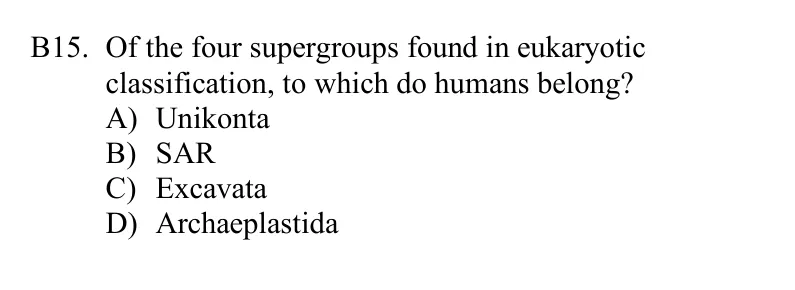 B15. Of the four supergroups found in eukaryotic
classification, to which do humans belong?
A) Unikonta
B) SAR
C) Excavata
D) Archaeplastida